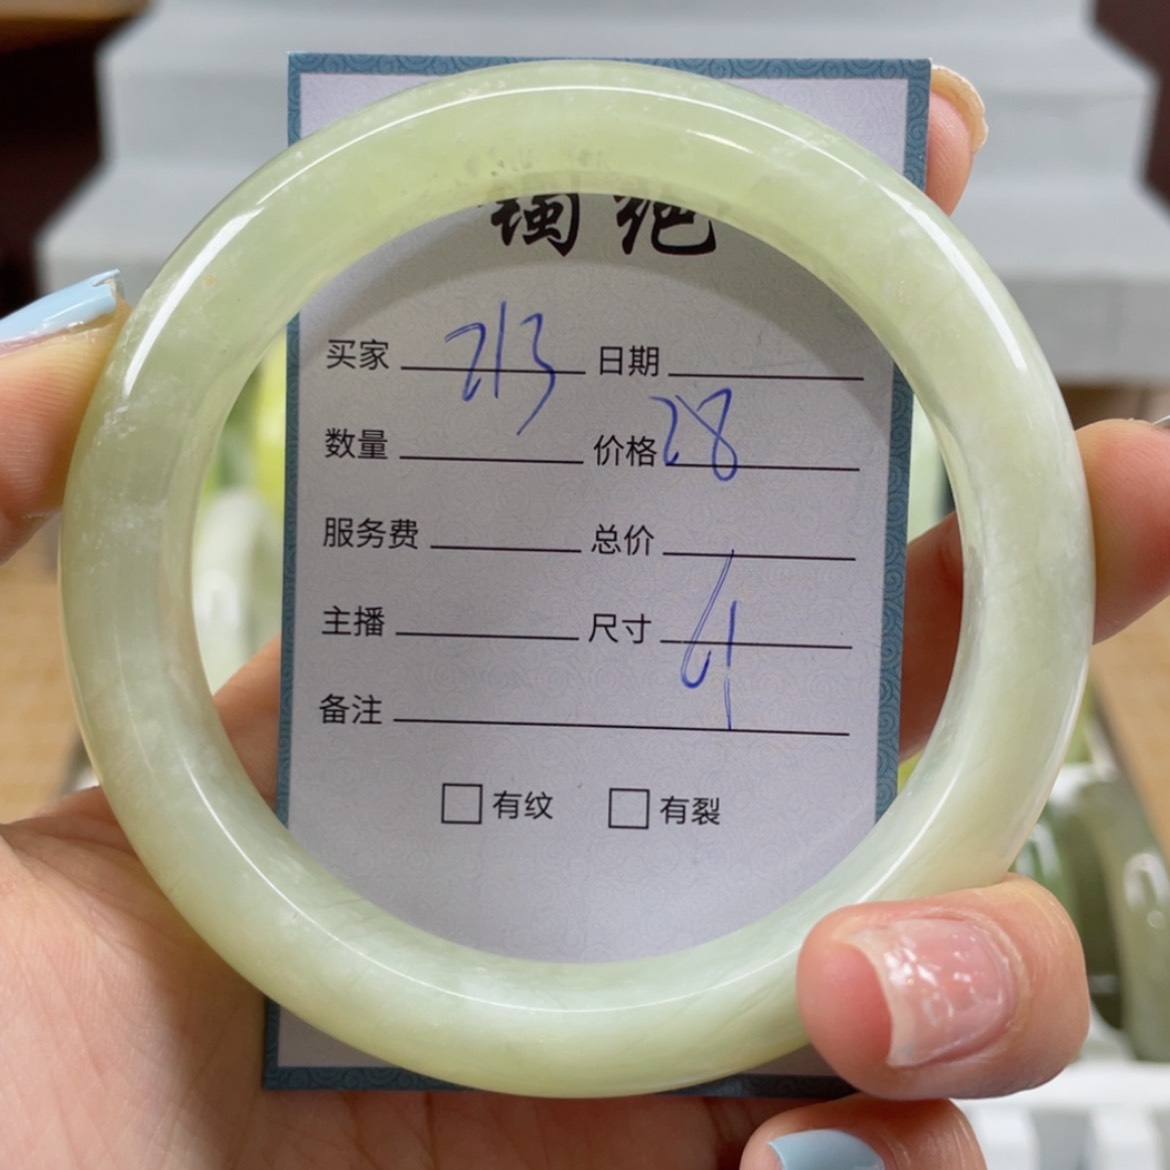 买家 213 日期
数量 价格 28
服务费 总价
主播 尺寸 61
备注
有纹 有裂